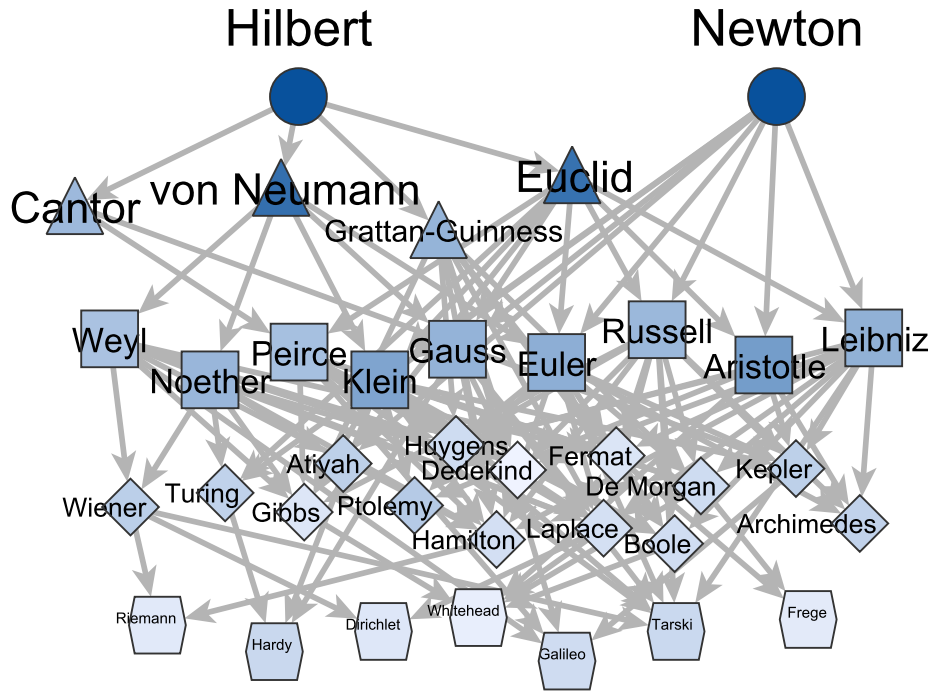 Hilbert
Newton
Cantor
von Neumann
Euclid
Grattan-Guinness
Weyl
Noether
Peirce
Klein
Gauss
Euler
Russell
Aristotle
Leibniz
Wiener
Turing
Gibbs
Atiyah
Ptolemy
Huygens
Dedekind
Hamilton
Fermat
Laplace
De Morgan
Boole
Kepler
Archimedes
Riemann
Hardy
Dirichlet
Whitehead
Galileo
Tarski
Frege